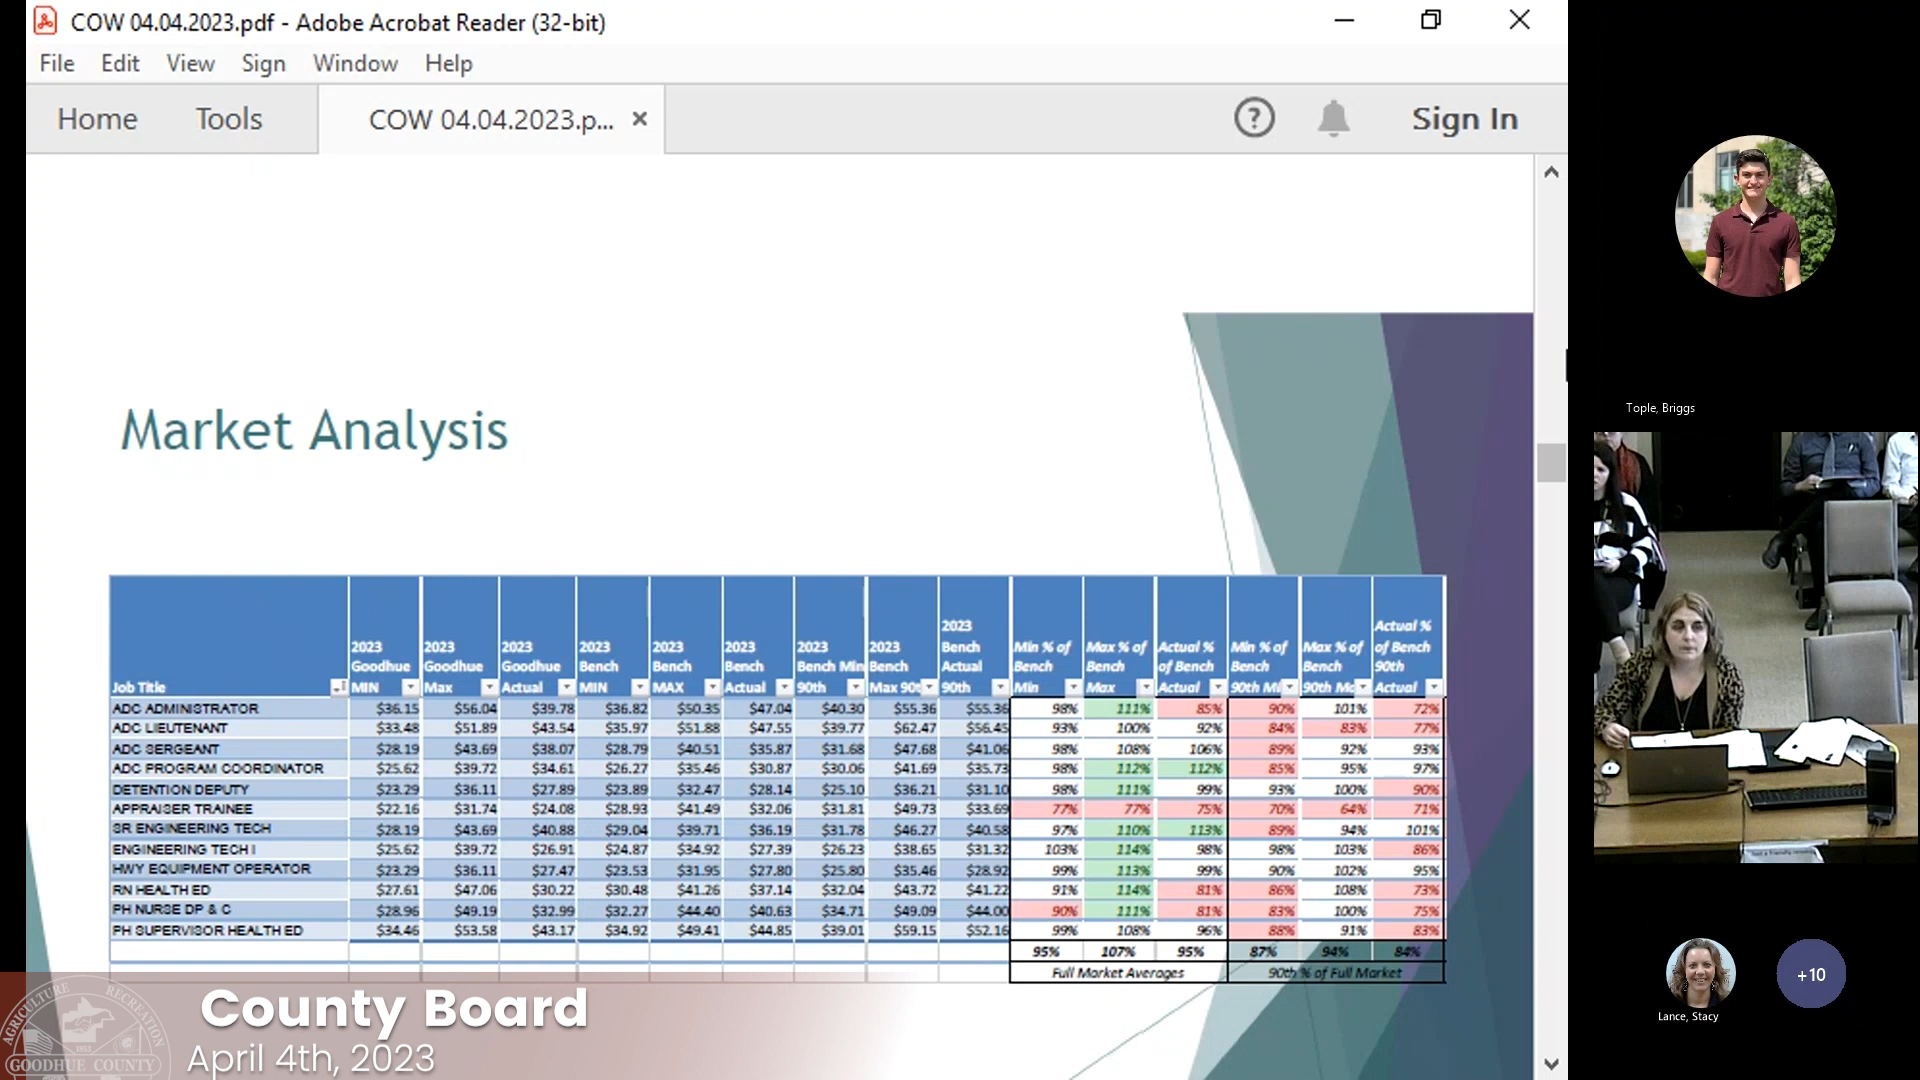 COW 04.04.2023.pdf - Adobe Acrobat Reader (32-bit)
File Edit View Sign Window Help
Home Tools COW 04.04.2023.p... Sign In
Market Analysis
Job Title 2023 Goodhue MIN 2023 Goodhue Max 2023 Goodhue Actual 2023 Bench MIN 2023 Bench MAX 2023 Bench Actual 2023 Bench Min 90th 2023 Bench Max 90t 2023 Bench Actual 90th Min % of Bench Min Max % of Bench Max Actual % of Bench Actual Min % of Bench 90th Mi Max % of Bench 90th Ma Actual % of Bench 90th Actual
ADC ADMINISTRATOR $36.15 $56.04 $39.78 $36.82 $50.35 $47.04 $40.30 $55.36 $55.36 98% 111% 85% 90% 101% 72%
ADC LIEUTENANT $33.48 $51.89 $43.54 $35.97 $51.88 $47.55 $39.77 $62.47 $56.45 93% 100% 92% 84% 83% 77%
ADC SERGEANT $28.19 $43.69 $38.07 $28.79 $40.51 $35.87 $31.68 $47.68 $41.06 98% 108% 106% 89% 92% 93%
ADC PROGRAM COORDINATOR $25.62 $39.72 $34.61 $26.27 $35.46 $30.87 $30.06 $41.69 $35.73 98% 112% 112% 85% 95% 97%
DETENTION DEPUTY $23.29 $36.11 $27.89 $23.89 $32.47 $28.14 $25.10 $36.21 $31.10 98% 111% 99% 93% 100% 90%
APPRAISER TRAINEE $22.16 $31.74 $24.08 $28.93 $41.49 $32.06 $31.81 $49.73 $33.69 77% 77% 75% 70% 64% 71%
SR ENGINEERING TECH $28.19 $43.69 $40.88 $29.04 $39.71 $36.19 $31.78 $46.27 $40.58 97% 110% 113% 89% 94% 101%
ENGINEERING TECH I $25.62 $39.72 $26.91 $24.87 $34.92 $27.39 $26.23 $38.65 $31.32 103% 114% 98% 98% 103% 86%
HWY EQUIPMENT OPERATOR $23.29 $36.11 $27.47 $23.53 $31.95 $27.80 $25.80 $35.46 $28.92 99% 113% 99% 90% 102% 95%
RN HEALTH ED $27.61 $47.06 $30.22 $30.48 $41.26 $37.14 $32.04 $43.72 $41.22 91% 114% 81% 86% 108% 73%
PH NURSE DP & C $28.96 $49.19 $32.99 $32.27 $44.40 $40.63 $34.71 $49.09 $44.00 90% 111% 81% 83% 100% 75%
PH SUPERVISOR HEALTH ED $34.46 $53.58 $43.17 $34.92 $49.41 $44.85 $39.01 $59.15 $52.16 99% 108% 96% 88% 91% 83%
95% 107% 95% 87% 94% 84%
Full Market Averages 90th % of Full Market
County Board
April 4th, 2023
AGRICULTURE RECREATION
1853
GOODHUE COUNTY
Tople, Briggs
Lance, Stacy
+10